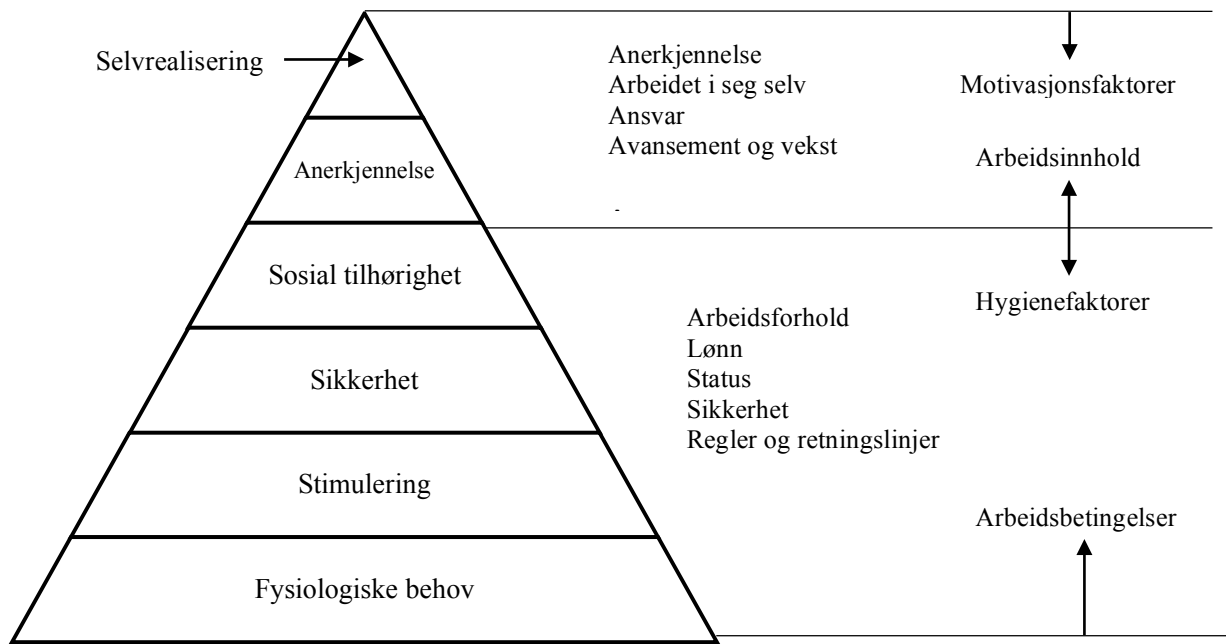 Selvrealisering
Anerkjennelse
Sosial tilhørighet
Sikkerhet
Stimulering
Fysiologiske behov
Anerkjennelse
Arbeidet i seg selv
Ansvar
Avansement og vekst
-
Motivasjonsfaktorer
Arbeidsinnhold
Hygienefaktorer
Arbeidsforhold
Lønn
Status
Sikkerhet
Regler og retningslinjer
Arbeidsbetingelser